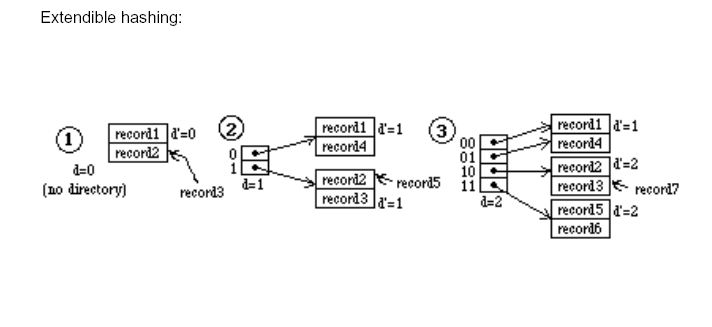 Extendible hashing:
1
record1 d'=0
record2
d=0
(no directory)
record3
2
0
1
d=1
record1 d'=1
record4
record2
record5
record3 d'=1
3
00
01
10
11
d=2
record1 d'=1
record4
record2 d'=2
record3
record7
record5 d'=2
record6